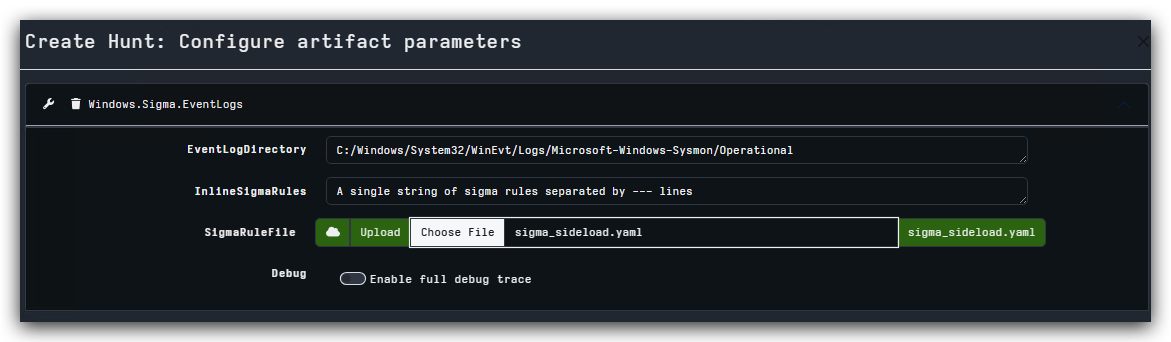 Create Hunt: Configure artifact parameters
Windows.Sigma.EventLogs
EventLogDirectory C:/Windows/System32/WinEvt/Logs/Microsoft-Windows-Sysmon/Operational
InlineSigmaRules A single string of sigma rules separated by --- lines
SigmaRuleFile Upload Choose File sigma_sideload.yaml sigma_sideload.yaml
Debug Enable full debug trace